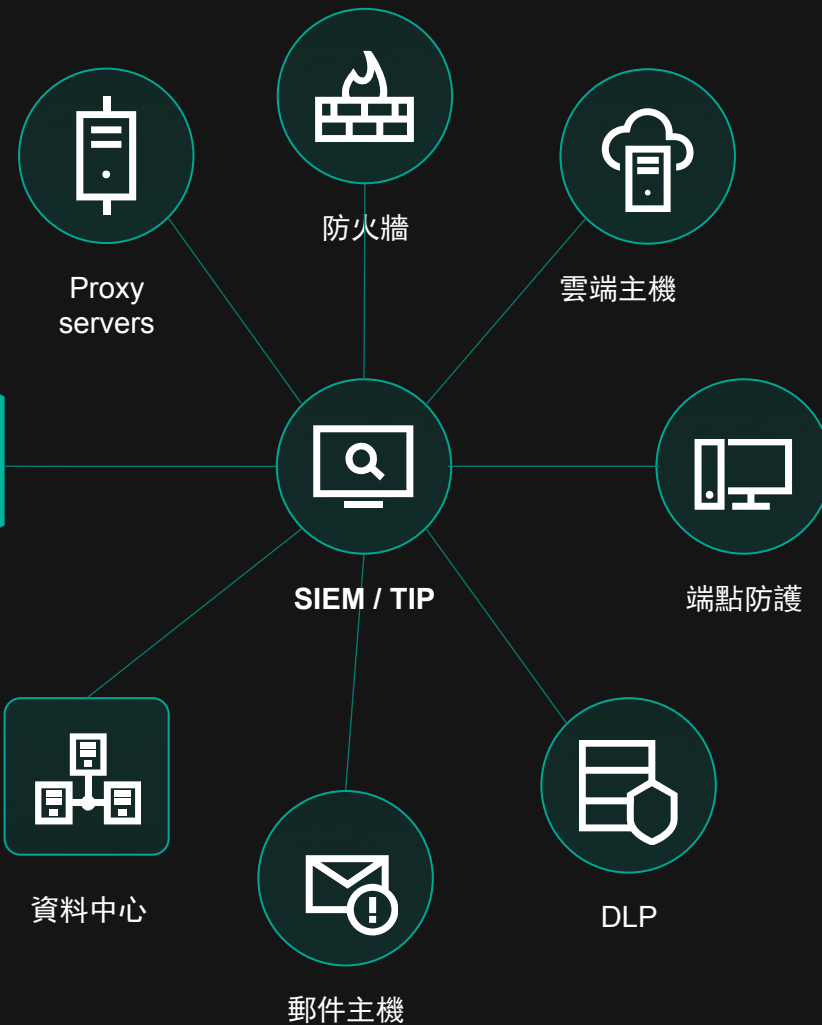 防火牆
Proxy
servers
雲端主機
SIEM / TIP
端點防護
資料中心
DLP
郵件主機